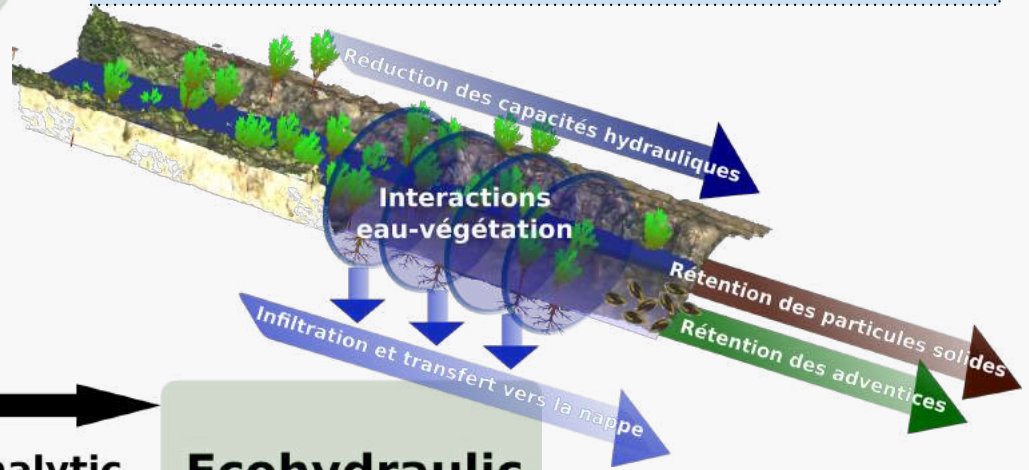 Réduction des capacités hydrauliques
Interactions
eau-végétation
Rétention des particules solides
Rétention des adventices
Infiltration et transfert vers la nappe
Ecohydraulic